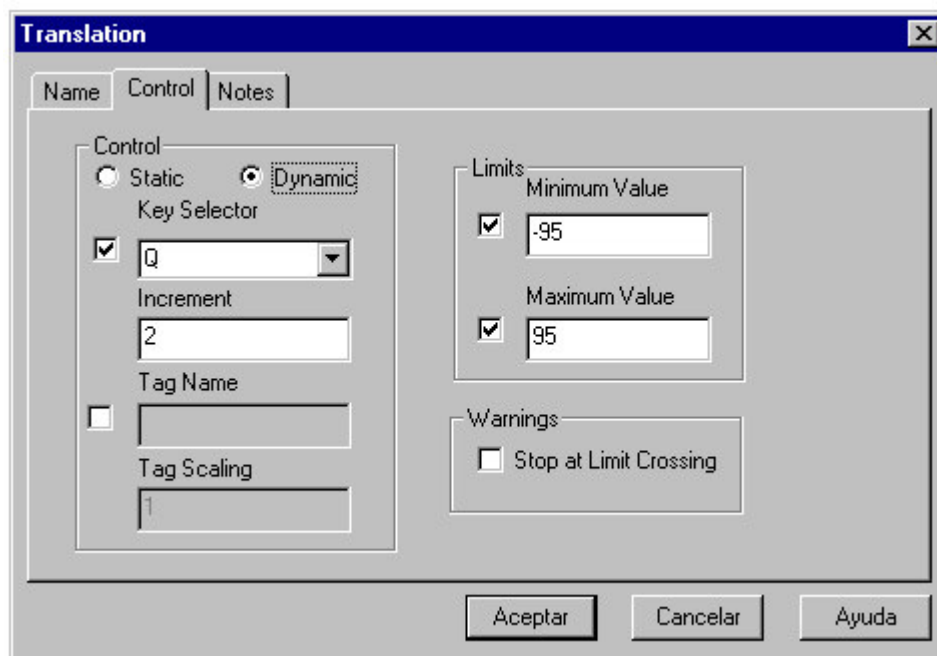 Translation
Name Control Notes
Control
Static Dynamic
Key Selector
Q
Increment
2
Tag Name
Tag Scaling
1
Limits
Minimum Value
-95
Maximum Value
95
Warnings
Stop at Limit Crossing
Aceptar Cancelar Ayuda